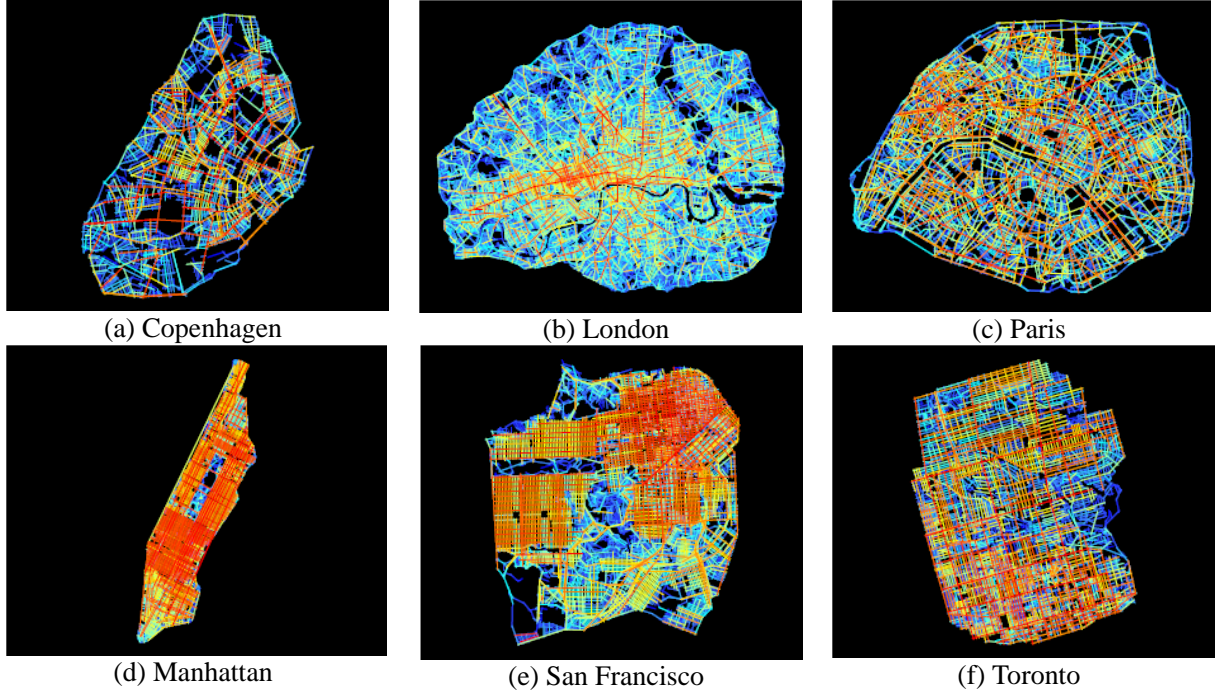 (a) Copenhagen
(b) London
(c) Paris
(d) Manhattan
(e) San Francisco
(f) Toronto